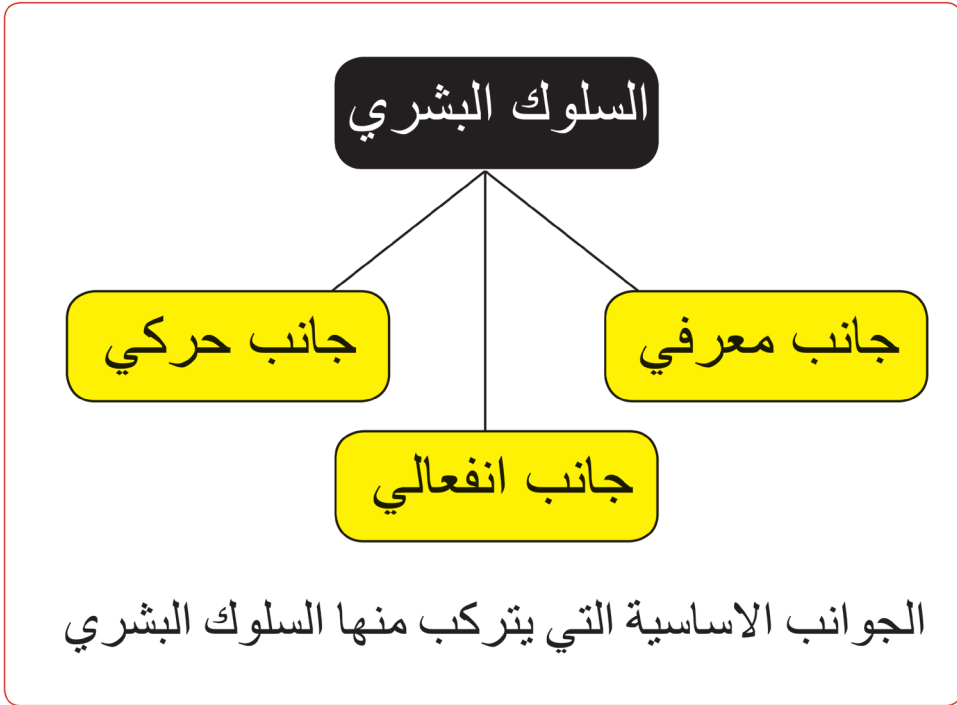 السلوك البشري
جانب معرفي
جانب حركي
جانب انفعالي
الجوانب الاساسية التي يتركب منها السلوك البشري